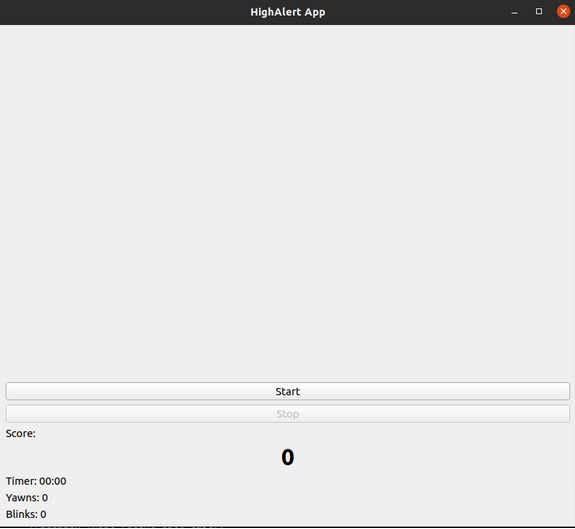 HighAlert App
Start
Stop
Score:
0
Timer: 00:00
Yawns: 0
Blinks: 0